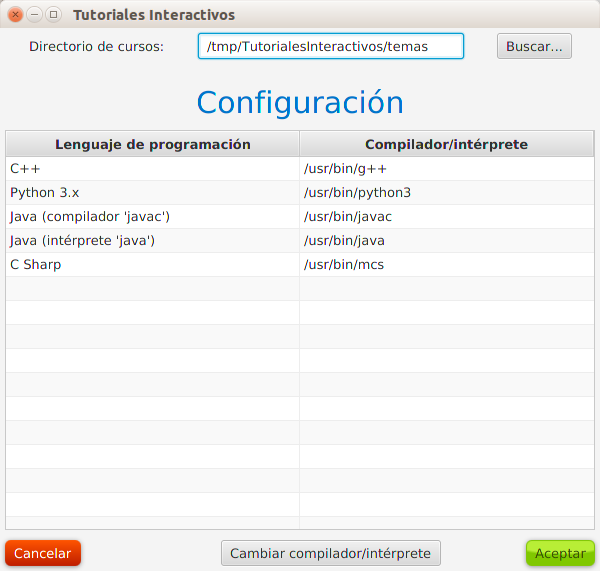 Tutoriales Interactivos
Directorio de cursos: /tmp/TutorialesInteractivos/temas Buscar...
Configuración
Lenguaje de programación Compilador/intérprete
C++ /usr/bin/g++
Python 3.x /usr/bin/python3
Java (compilador 'javac') /usr/bin/javac
Java (intérprete 'java') /usr/bin/java
C Sharp /usr/bin/mcs
Cancelar Cambiar compilador/intérprete Aceptar